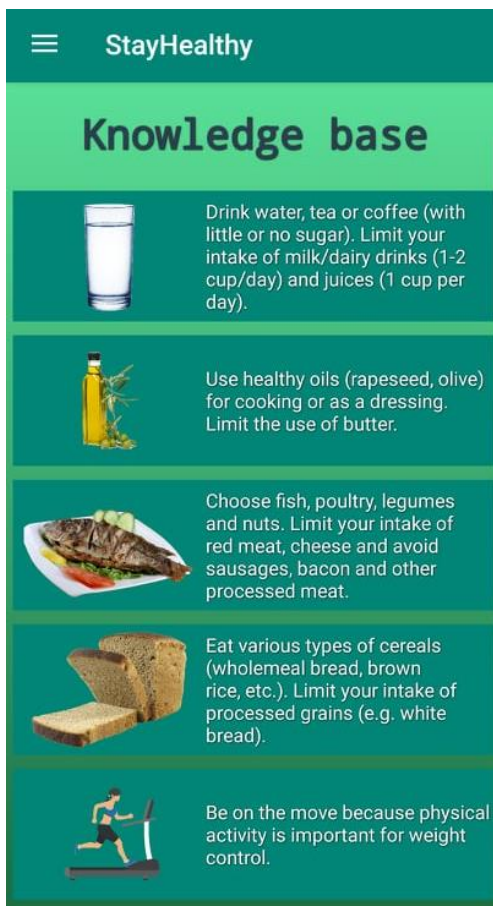 StayHealthy
Knowledge base
Drink water, tea or coffee (with
little or no sugar). Limit your
intake of milk/dairy drinks (1-2
cup/day) and juices (1 cup per
day).
Use healthy oils (rapeseed, olive)
for cooking or as a dressing.
Limit the use of butter.
Choose fish, poultry, legumes
and nuts. Limit your intake of
red meat, cheese and avoid
sausages, bacon and other
processed meat.
Eat various types of cereals
(wholemeal bread, brown
rice, etc.). Limit your intake of
processed grains (e.g. white
bread).
Be on the move because physical
activity is important for weight
control.